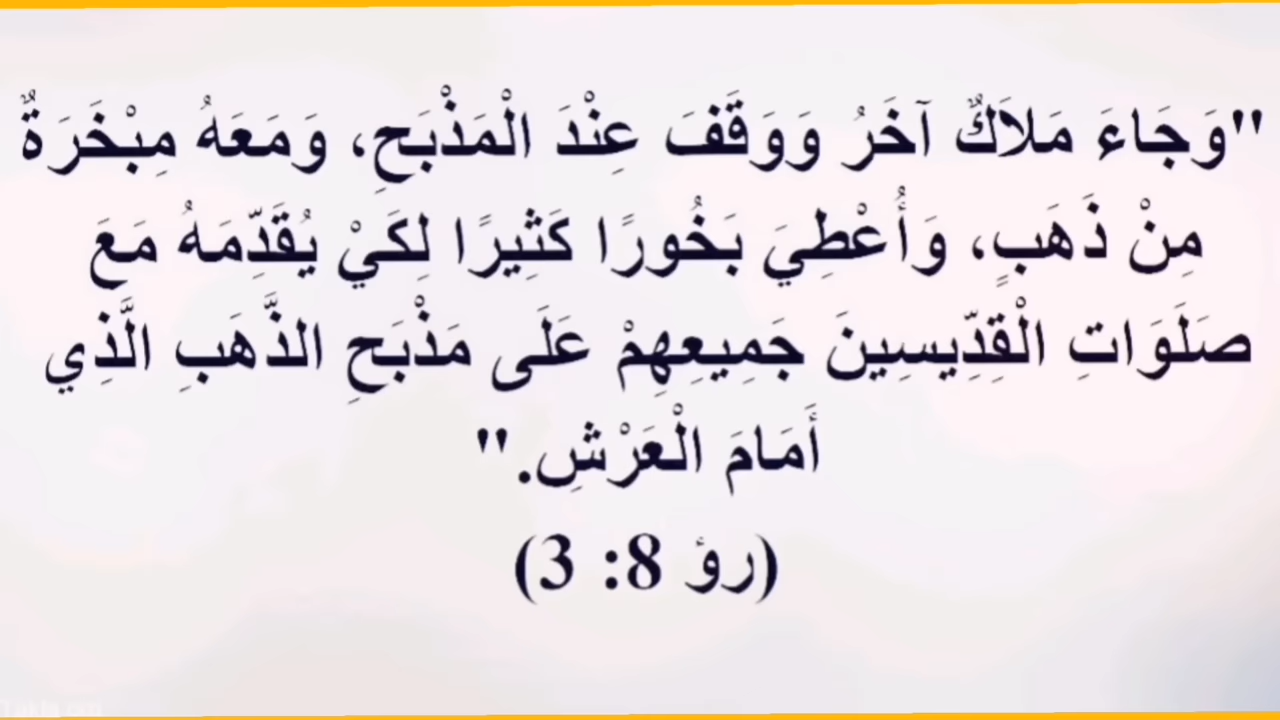 "وَجَاءَ مَلاَكٌ آخَرُ وَوَقَفَ عِنْدَ الْمَذْبَحِ، وَمَعَهُ مِبْخَرَةٌ
مِنْ ذَهَبٍ، وَأُعْطِيَ بَخُورًا كَثِيرًا لِكَيْ يُقَدِّمَهُ مَعَ
صَلَوَاتِ الْقِدِّيسِينَ جَمِيعِهِمْ عَلَى مَذْبَحِ الذَّهَبِ الَّذِي
أَمَامَ الْعَرْشِ."
(رؤ 8: 3)